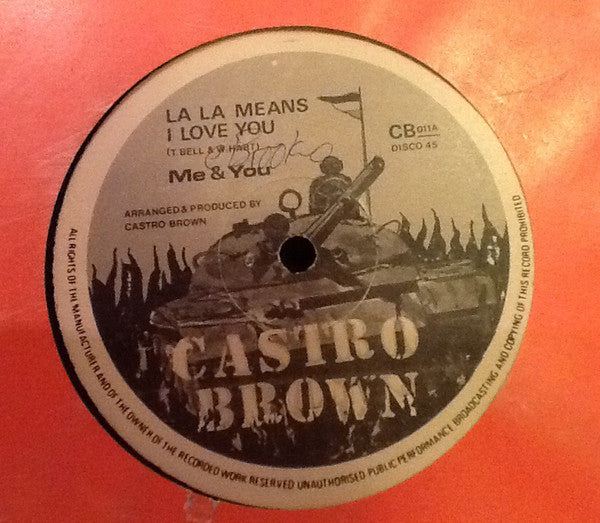 LA LA MEANS
I LOVE YOU
(T. BELL & W. HART)
Me & You
ARRANGED & PRODUCED BY
CASTRO BROWN
CB 011A
DISCO 45
CASTRO
BROWN
ALL RIGHTS OF THE MANUFACTURER AND OF THE OWNER OF THE RECORDED WORK RESERVED UNAUTHORISED PUBLIC PERFORMANCE BROADCASTING AND COPYING OF THIS RECORD PROHIBITED